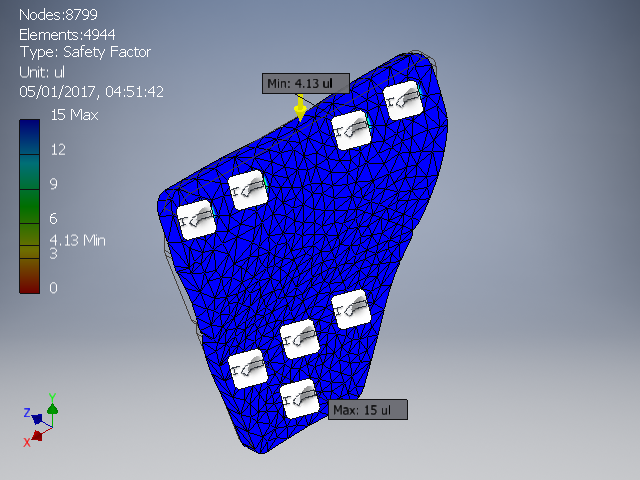 Nodes:8799
Elements:4944
Type: Safety Factor
Unit: ul
05/01/2017, 04:51:42
15 Max
12
9
6
4.13 Min
3
0
Min: 4.13 ul
Max: 15 ul
Y
Z
X